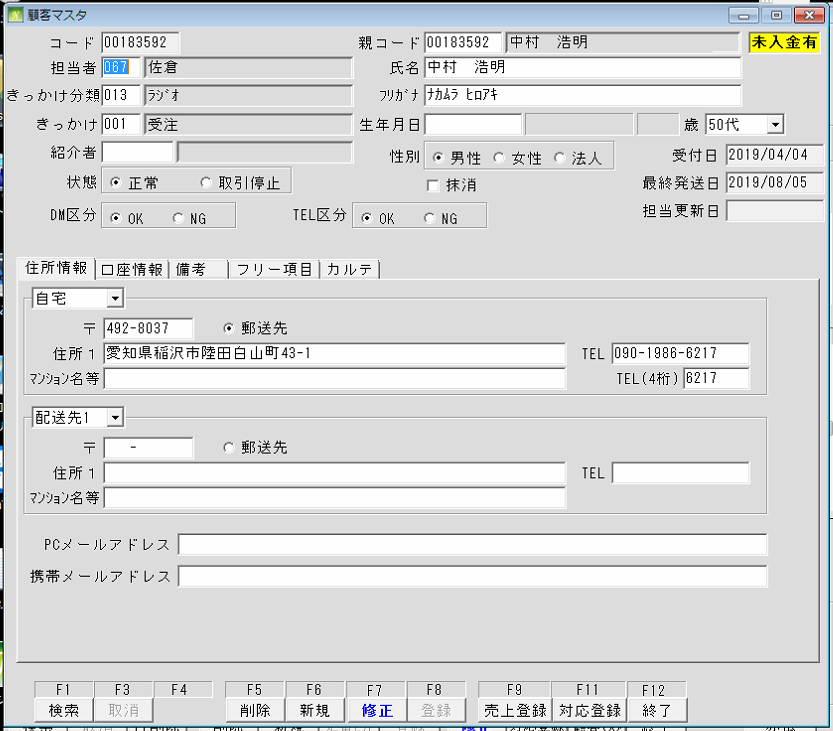 顧客マスタ
コード 00183592 親コード 00183592 中村　浩明 未入金有
担当者 067 佐倉 氏名 中村　浩明
きっかけ分類 013 ﾗｼﾞｵ ﾌﾘｶﾞﾅ ﾅｶﾑﾗ ﾋﾛｱｷ
きっかけ 001 受注 生年月日 歳 50代
紹介者 性別 男性 女性 法人 受付日 2019/04/04
状態 正常 取引停止 抹消 最終発送日 2019/08/05
DM区分 OK NG TEL区分 OK NG 担当更新日
住所情報 口座情報 備考 フリー項目 カルテ
自宅
〒 492-8037 郵送先
住所1 愛知県稲沢市陸田白山町43-1 TEL 090-1986-6217
ﾏﾝｼｮﾝ名等 TEL(4桁) 6217
配送先1
〒 - 郵送先
住所1 TEL
ﾏﾝｼｮﾝ名等
PCメールアドレス
携帯メールアドレス
F1 F3 F4 F5 F6 F7 F8 F9 F11 F12
検索 取消 削除 新規 修正 登録 売上登録 対応登録 終了